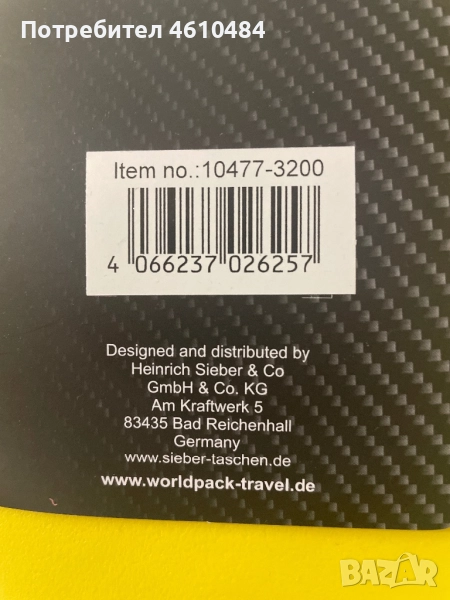 Потребител 4610484
Item no.:10477-3200
4 066237 026257
Designed and distributed by
Heinrich Sieber & Co
GmbH & Co. KG
Am Kraftwerk 5
83435 Bad Reichenhall
Germany
www.sieber-taschen.de
www.worldpack-travel.de
BAZAR